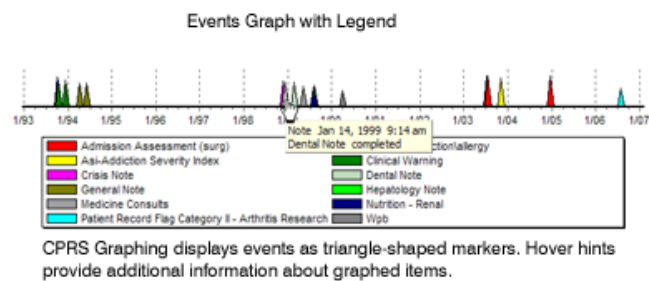 Events Graph with Legend
1/93 1/94 1/95 1/96 1/97 1/98 1/01 1/02 1/03 1/04 1/05 1/06 1/07
Note Jan 14, 1999 9:14 am
Dental Note completed
Admission Assessment (surg) ction\allergy
Asi-Addiction Severity Index Clinical Warning
Crisis Note Dental Note
General Note Hepatology Note
Medicine Consults Nutrition - Renal
Patient Record Flag Category II - Arthritis Research Wpb
CPRS Graphing displays events as triangle-shaped markers. Hover hints
provide additional information about graphed items.